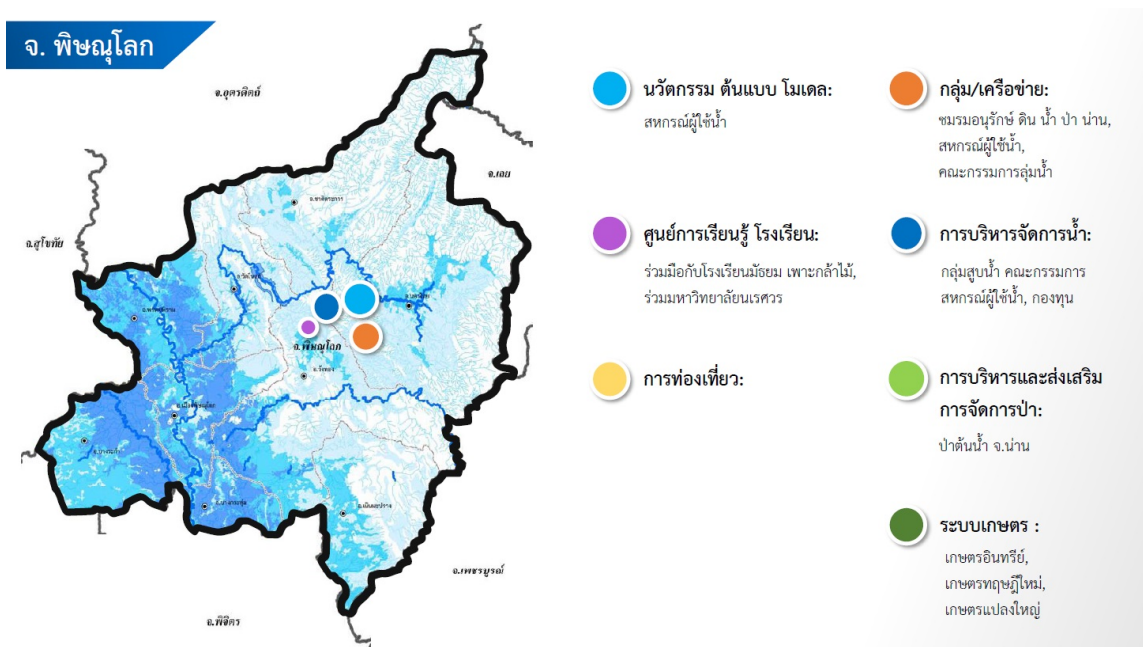 จ. พิษณุโลก
จ.อุตรดิตถ์
จ.เลย
จ.สุโขทัย
อ.ชาติตระการ
จ.พิษณุโลก
อ.วังทอง
จ.เพชรบูรณ์
จ.พิจิตร
นวัตกรรม ต้นแบบ โมเดล:
สหกรณ์ผู้ใช้น้ำ
กลุ่ม/เครือข่าย:
ชมรมอนุรักษ์ ดิน น้ำ ป่า น่าน,
สหกรณ์ผู้ใช้น้ำ,
คณะกรรมการลุ่มน้ำ
ศูนย์การเรียนรู้ โรงเรียน:
ร่วมมือกับโรงเรียนมัธยม เพาะกล้าไม้,
ร่วมมหาวิทยาลัยนเรศวร
การบริหารจัดการน้ำ:
กลุ่มสูบน้ำ คณะกรรมการ
สหกรณ์ผู้ใช้น้ำ, กองทุน
การท่องเที่ยว:
การบริหารและส่งเสริม
การจัดการป่า:
ป่าต้นน้ำ จ.น่าน
ระบบเกษตร :
เกษตรอินทรีย์,
เกษตรทฤษฎีใหม่,
เกษตรแปลงใหญ่